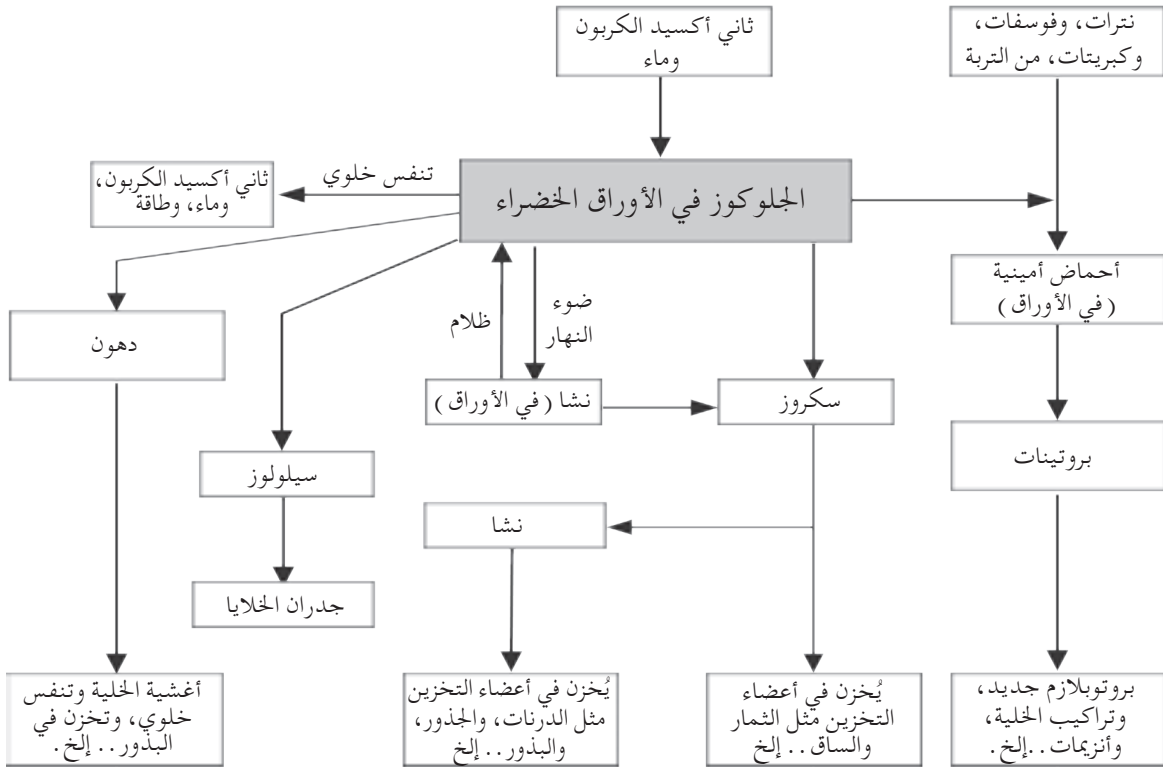 ثاني أكسيد الكربون
وماء
نترات، وفوسفات،
وكبريتات، من التربة
الجلوكوز في الأوراق الخضراء
تنفس خلوي
ثاني أكسيد الكربون،
وماء، وطاقة
أحماض أمينية
(في الأوراق)
ضوء
النهار
ظلام
دهون
سكروز
نشا (في الأوراق)
بروتينات
سيلولوز
نشا
جدران الخلايا
بروتوبلازم جديد،
وتراكيب الخلية،
وأنزيمات..إلخ.
يُخزن في أعضاء
التخزين مثل الثمار
والساق..إلخ
يُخزن في أعضاء التخزين
مثل الدرنات، والجذور،
والبذور..إلخ
أغشية الخلية وتنفس
خلوي، وتخزن في
البذور..إلخ.